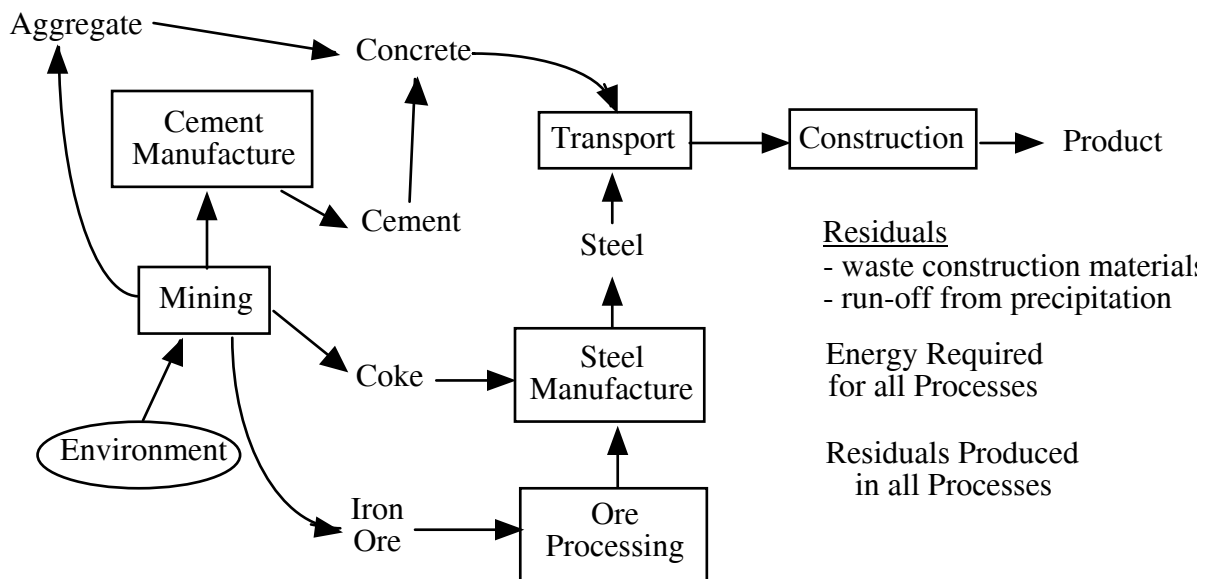 Aggregate
Concrete
Cement
Manufacture
Transport
Construction
Product
Cement
Steel
Mining
Residuals
- waste construction materials
- run-off from precipitation
Coke
Steel
Manufacture
Energy Required
for all Processes
Environment
Iron
Ore
Ore
Processing
Residuals Produced
in all Processes